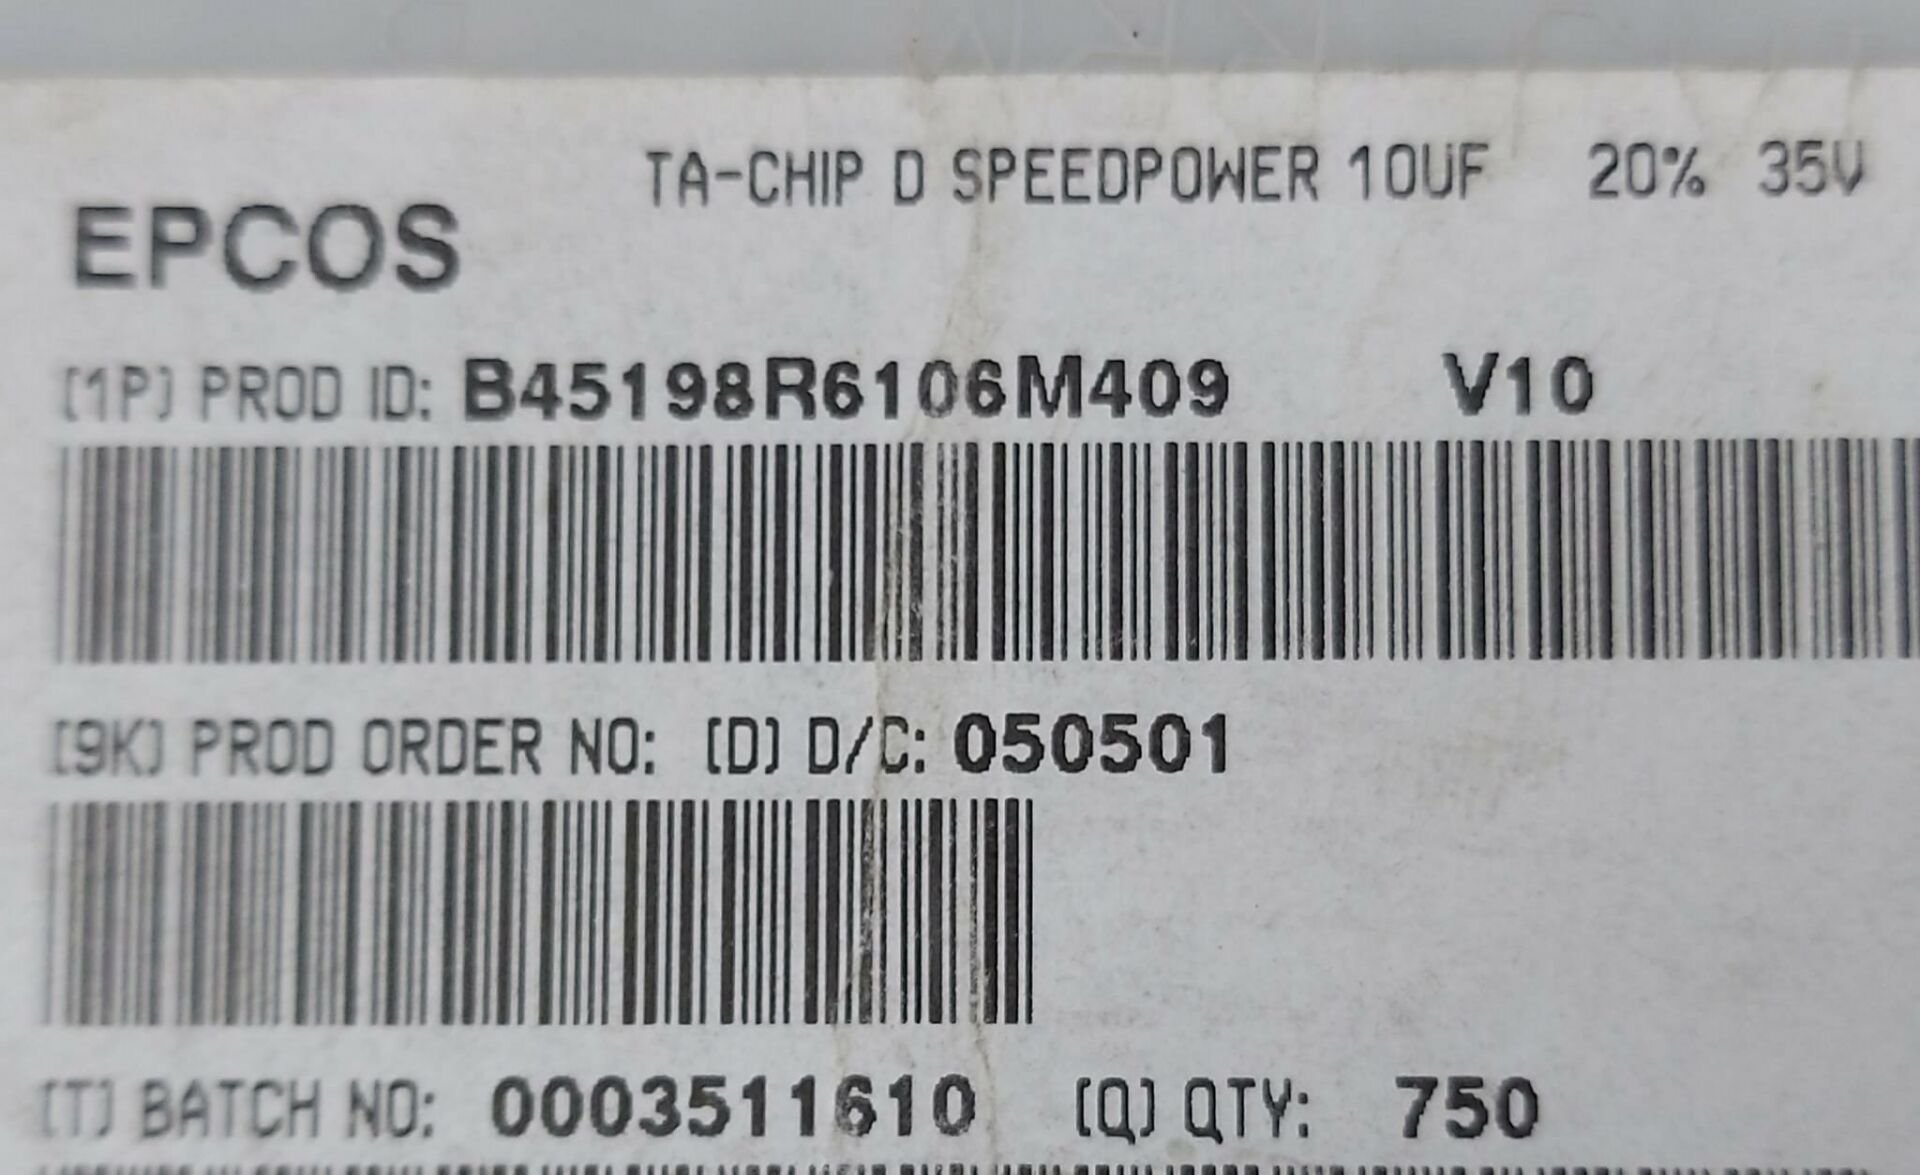 TA-CHIP D SPEEDPOWER 10UF 20% 35V
EPCOS
[1P] PROD ID: B45198R6106M409 V10
[9K] PROD ORDER NO: [D] D/C: 050501
[T] BATCH NO: 0003511610 [Q] QTY: 750